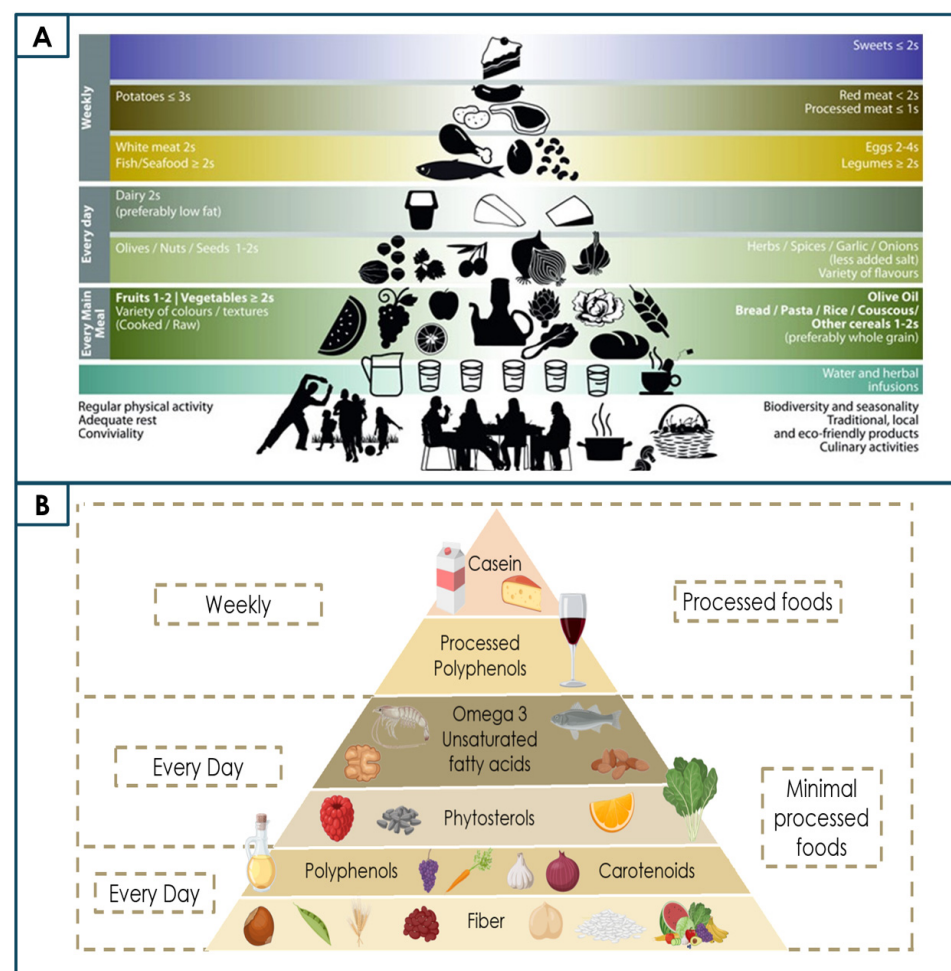 A
Weekly
Sweets ≤ 2s
Potatoes ≤ 3s
Red meat < 2s
Processed meat ≤ 1s
White meat 2s
Fish/Seafood ≥ 2s
Eggs 2-4s
Legumes ≥ 2s
Every day
Dairy 2s
(preferably low fat)
Olives / Nuts / Seeds 1-2s
Herbs / Spices / Garlic / Onions
(less added salt)
Variety of flavours
Every Main
Meal
Fruits 1-2 | Vegetables ≥ 2s
Variety of colours / textures
(Cooked / Raw)
Olive Oil
Bread / Pasta / Rice / Couscous/
Other cereals 1-2s
(preferably whole grain)
Water and herbal
infusions
Regular physical activity
Adequate rest
Conviviality
Biodiversity and seasonality
Traditional, local
and eco-friendly products
Culinary activities
B
Casein
Weekly
Processed foods
Processed
Polyphenols
Omega 3
Unsaturated
fatty acids
Every Day
Minimal
processed
foods
Phytosterols
Polyphenols
Carotenoids
Every Day
Fiber